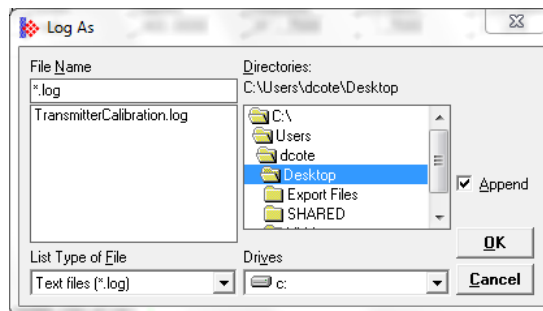 Log As
File Name
*.log
TransmitterCalibration.log
List Type of File
Text files (*.log)
Directories:
C:\Users\dcote\Desktop
C:\
Users
dcote
Desktop
Export Files
SHARED
Drives
c:
Append
OK
Cancel